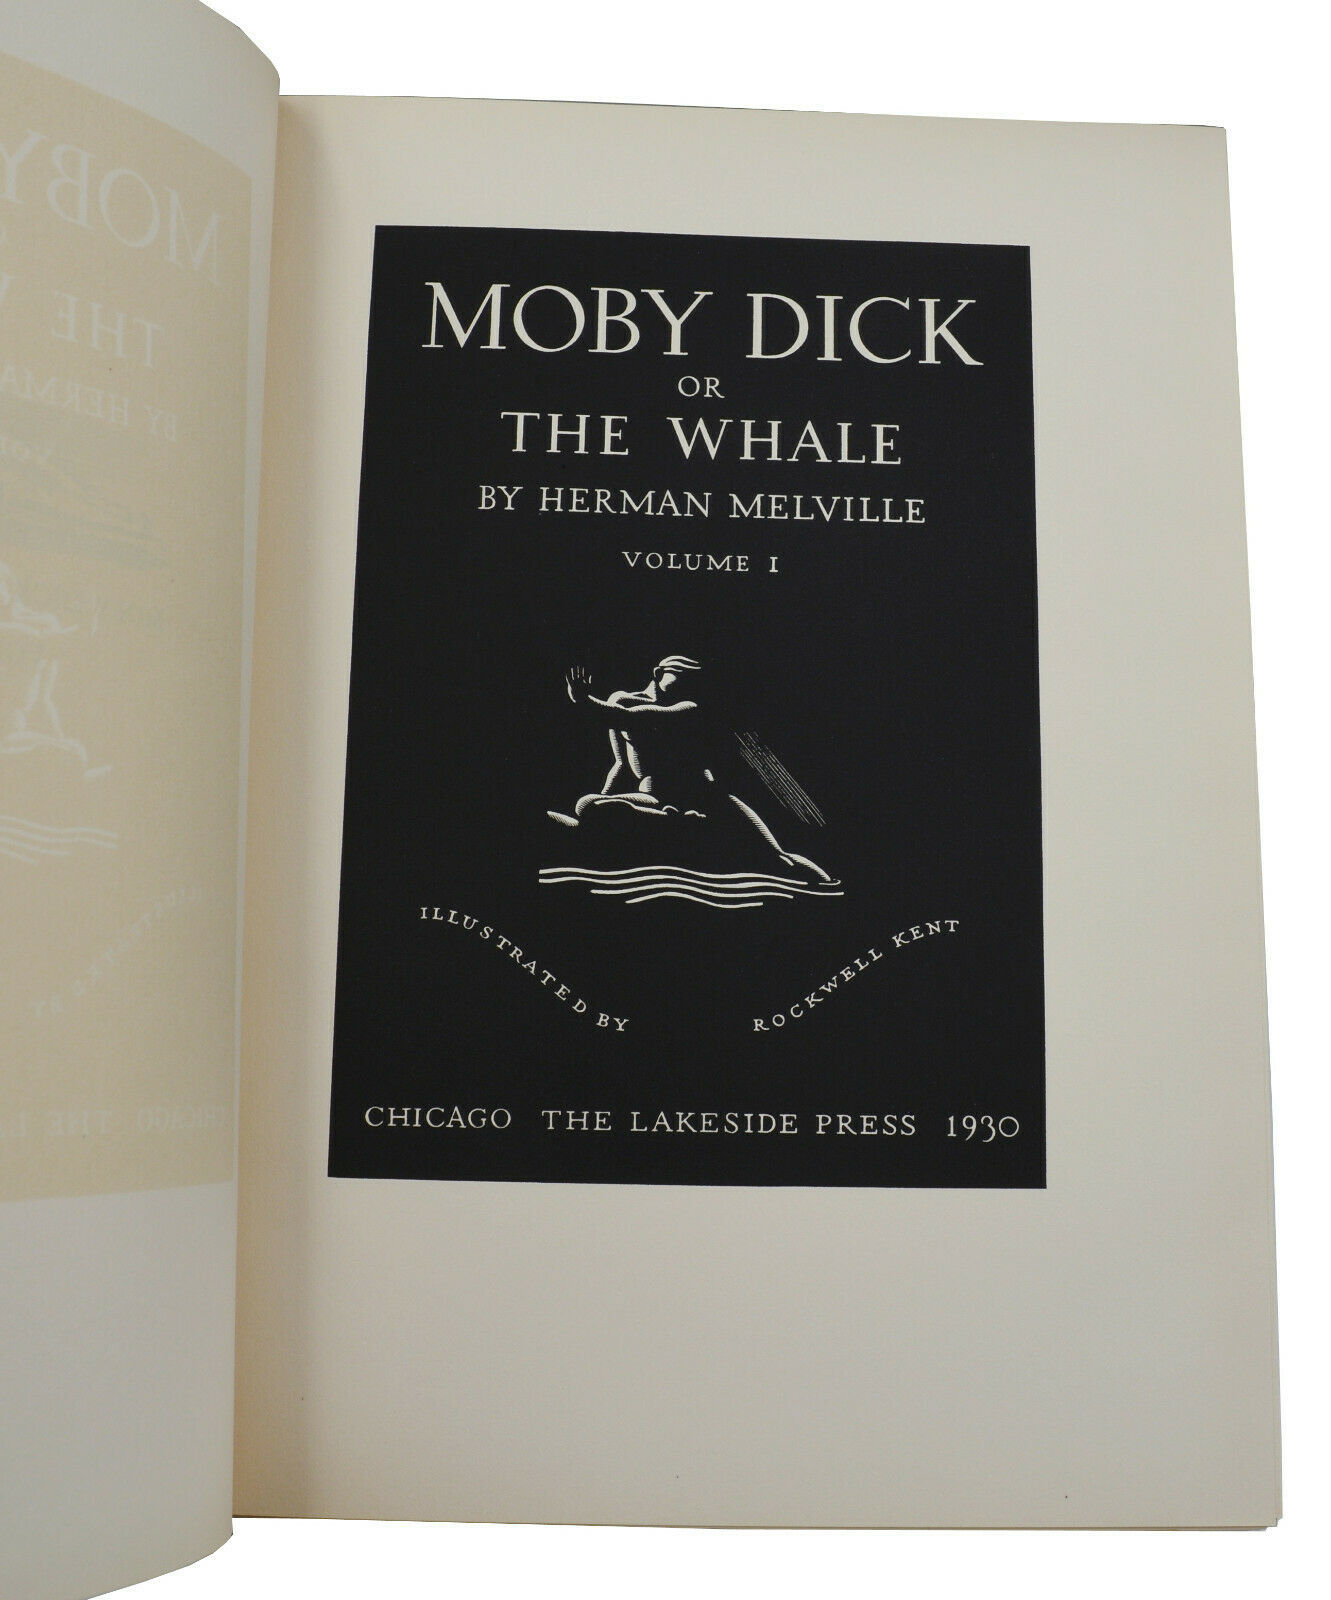 MOBY DICK
OR
THE WHALE
BY HERMAN MELVILLE
VOLUME I
ILLUSTRATED BY ROCKWELL KENT
CHICAGO THE LAKESIDE PRESS 1930